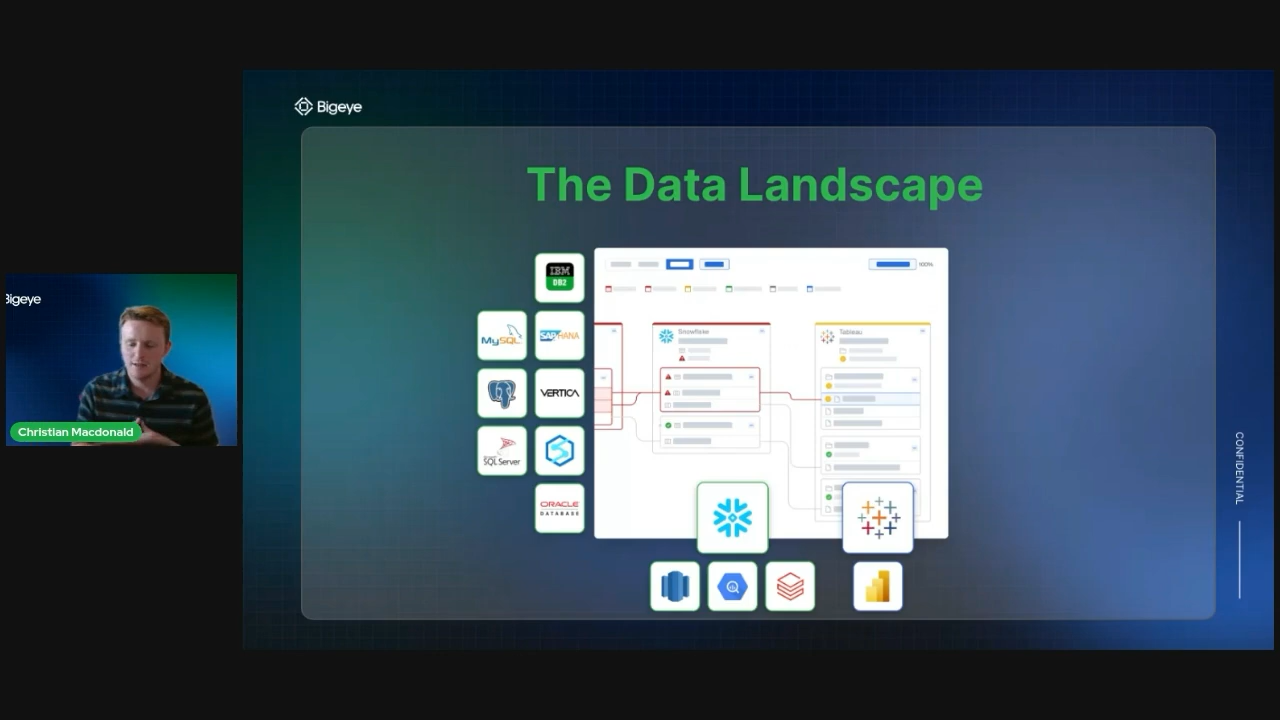 Bigeye
The Data Landscape
IBM
DB2
MySQL
SAP HANA
VERTICA
SQL Server
ORACLE
DATABASE
100%
Snowflake
Tableau
CONFIDENTIAL
Bigeye
Christian Macdonald